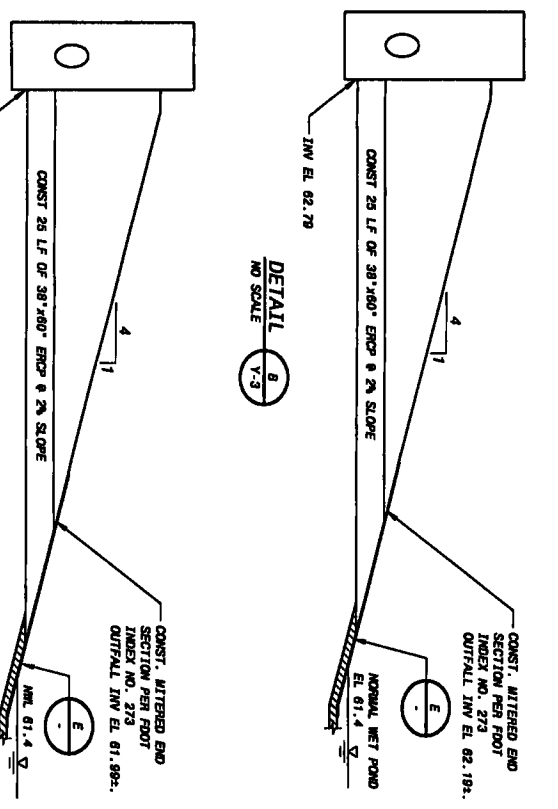 CONST. MITERED END
SECTION PER FDOT
INDEX NO. 273
OUTFALL INV EL 62.19±.
4
1
CONST 25 LF OF 38"x60" ERCP @ 2% SLOPE
E
-
NORMAL WET POND
EL 61.4
INV EL 62.79
DETAIL
NO SCALE
B
Y-3
CONST. MITERED END
SECTION PER FDOT
INDEX NO. 273
OUTFALL INV EL 61.99±.
4
1
CONST 25 LF OF 38"x60" ERCP @ 2% SLOPE
E
-
NWL 61.4